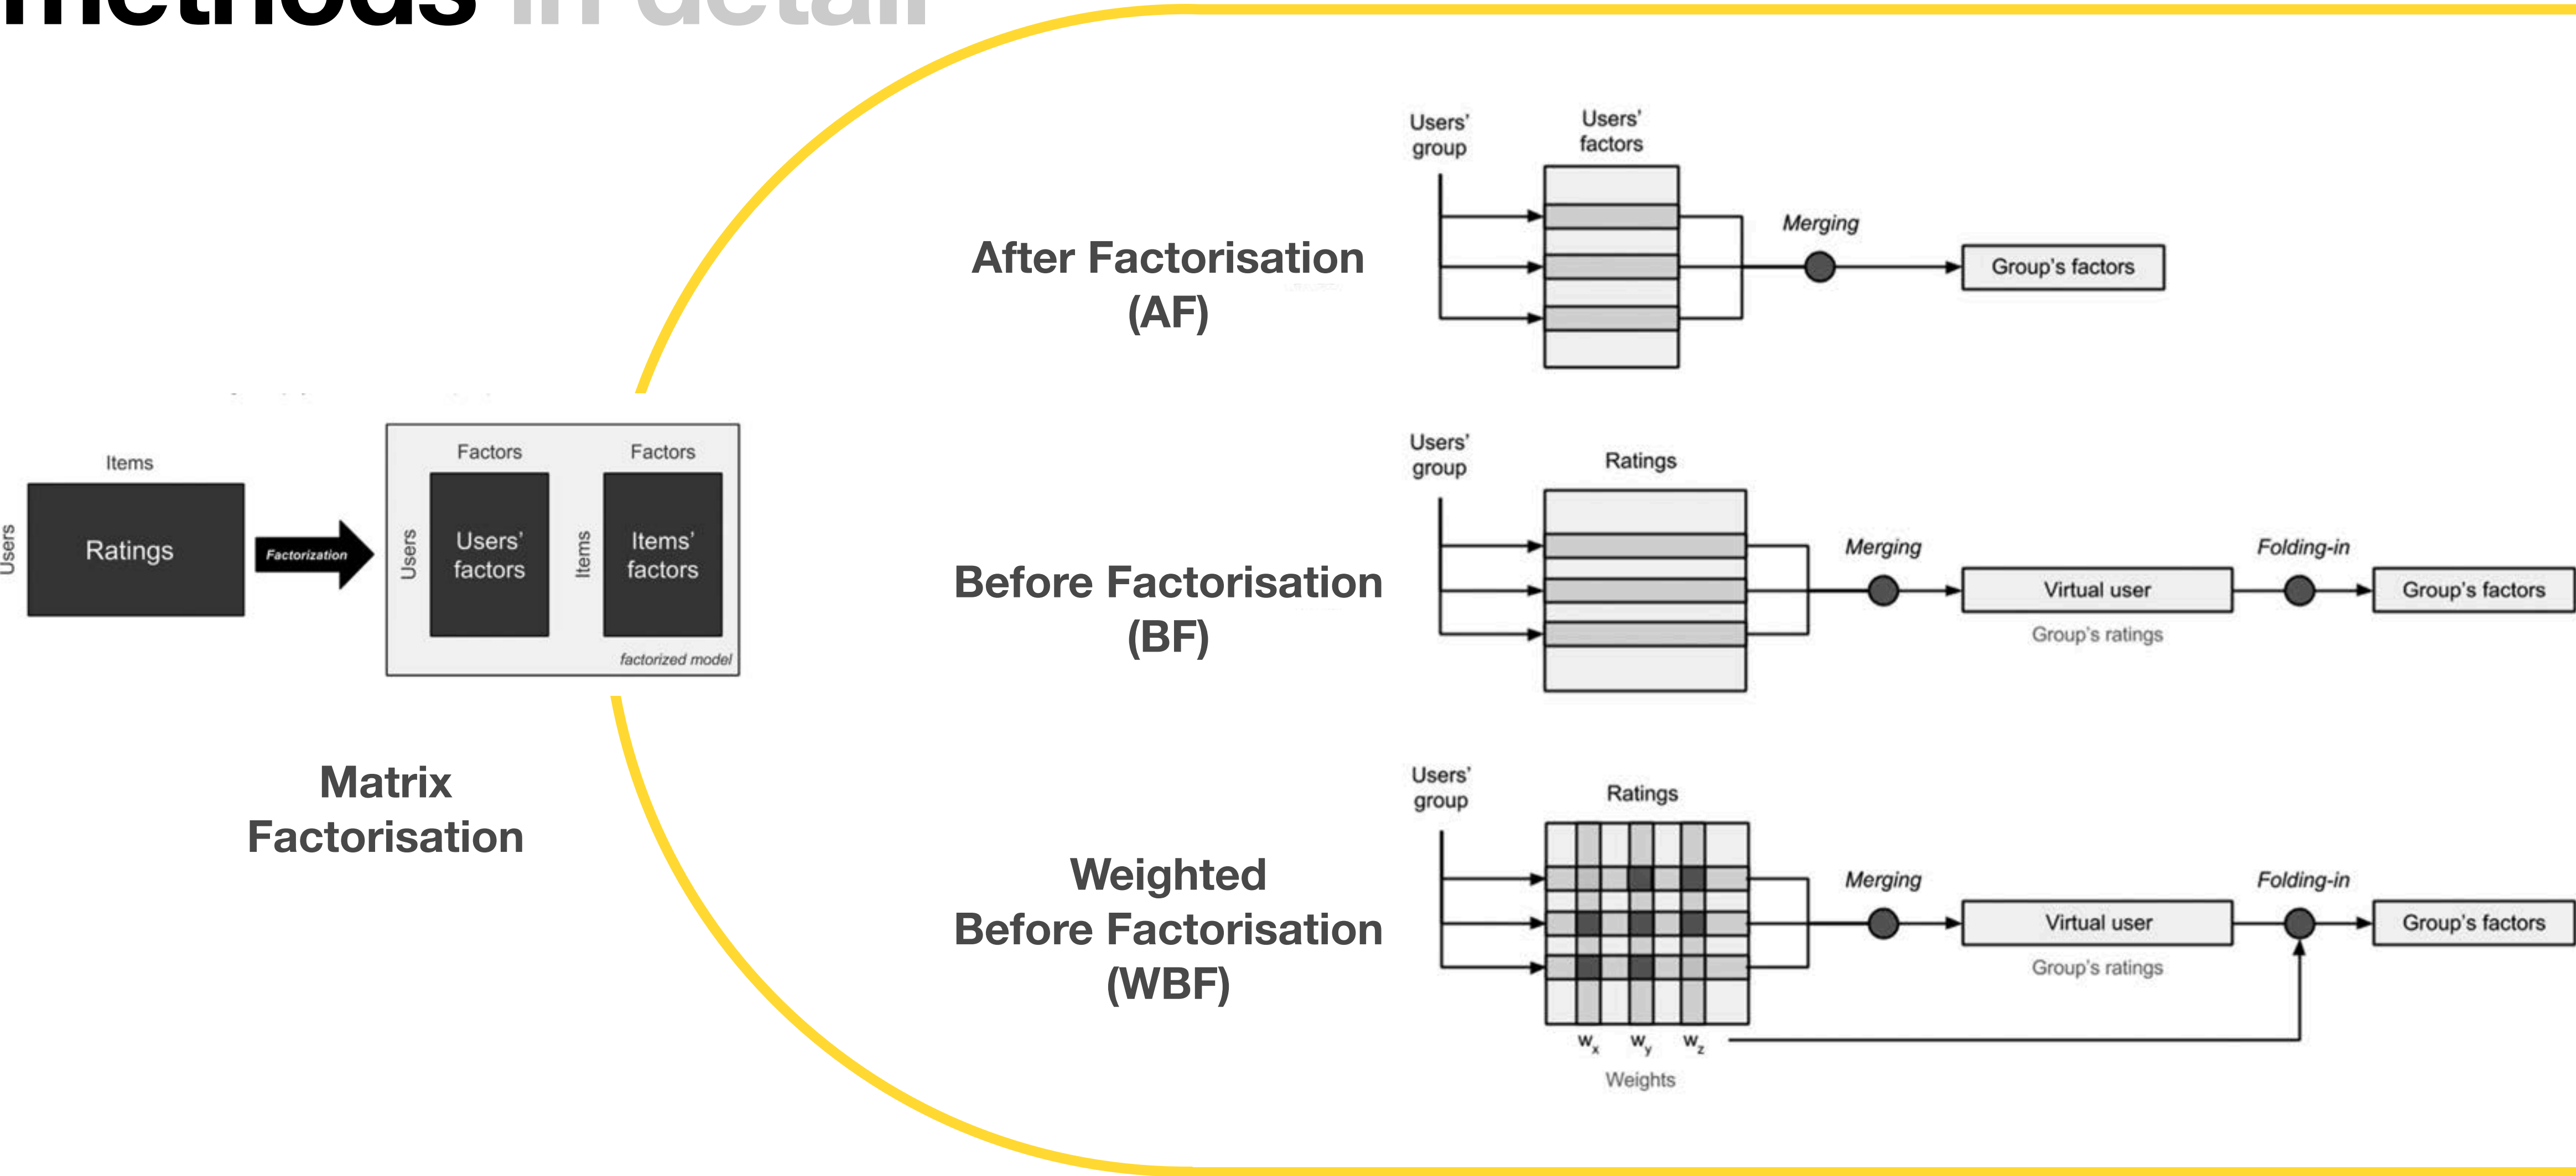 methods in detail
Items
Users
Ratings
Factorization
Factors
Factors
Users
Users'
factors
Items
Items'
factors
factorized model
Matrix
Factorisation
After Factorisation
(AF)
Users'
group
Users'
factors
Merging
Group's factors
Before Factorisation
(BF)
Users'
group
Ratings
Merging
Virtual user
Group's ratings
Folding-in
Group's factors
Weighted
Before Factorisation
(WBF)
Users'
group
Ratings
Merging
Virtual user
Group's ratings
Folding-in
Group's factors
wx wy wz
Weights